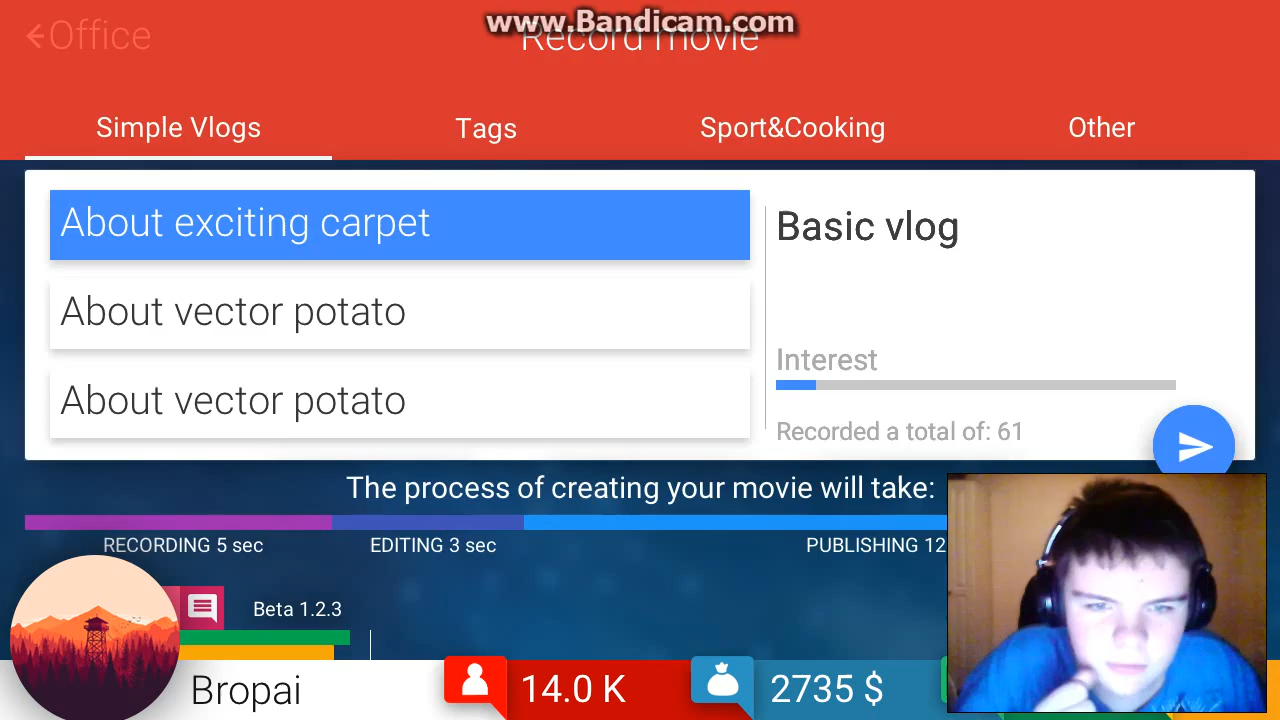 www.Bandicam.com
Office
Record movie
Simple Vlogs
Tags
Sport&Cooking
Other
About exciting carpet
Basic vlog
About vector potato
Interest
About vector potato
Recorded a total of: 61
The process of creating your movie will take:
RECORDING 5 sec
EDITING 3 sec
PUBLISHING 12
Beta 1.2.3
Bropai
14.0 K
2735 $